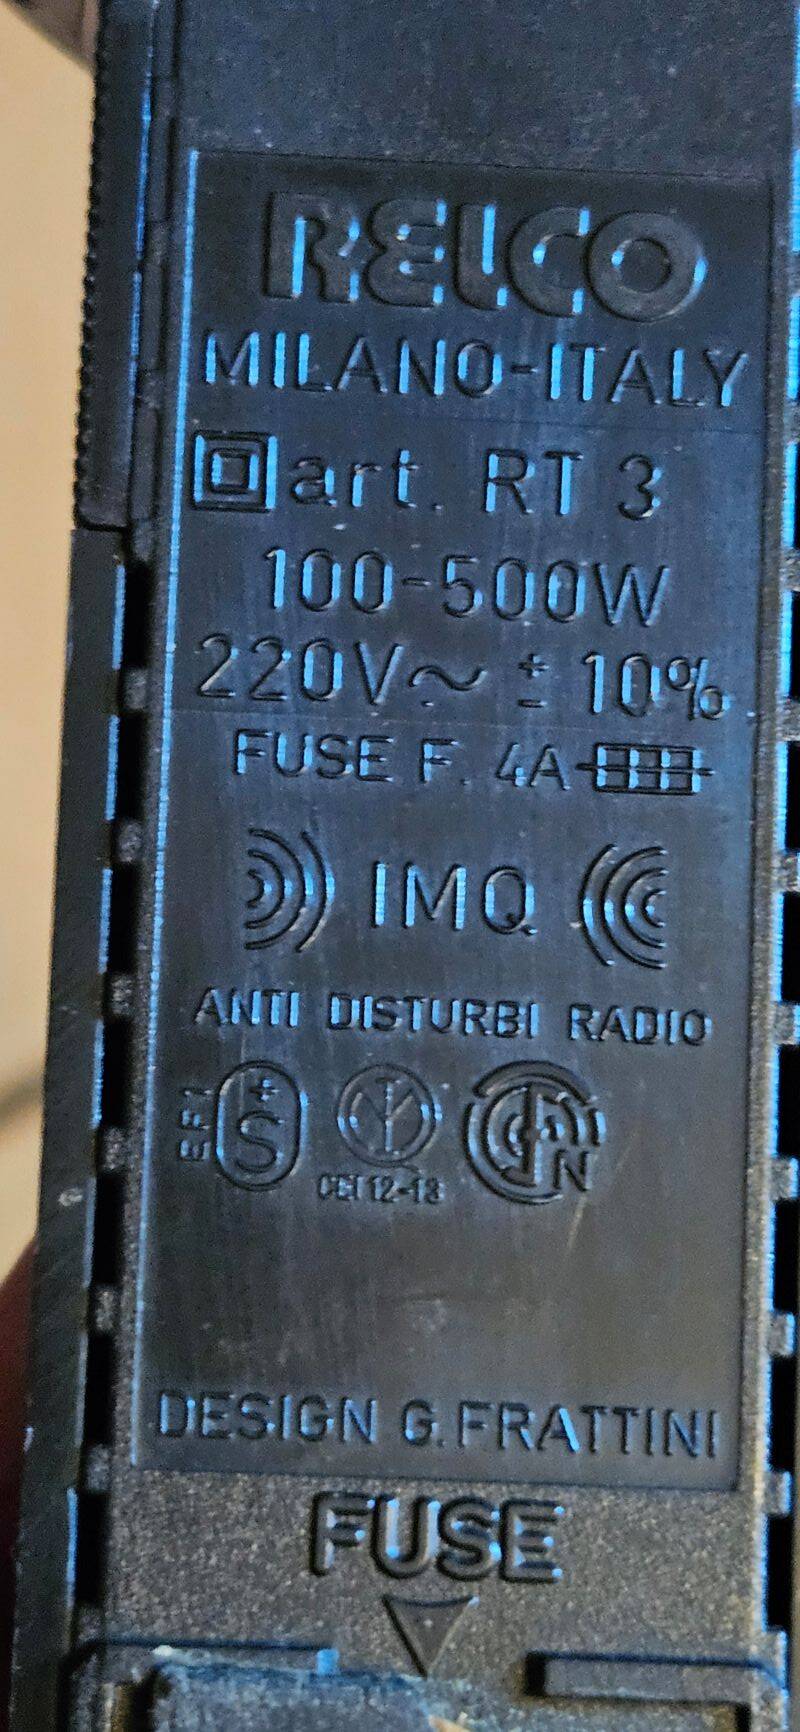 RELCO
MILANO-ITALY
art. RT 3
100-500W
220V~ ± 10%
FUSE F. 4A
IMQ
ANTI DISTURBI RADIO
+S
CEI 12-13
DESIGN G.FRATTINI
FUSE